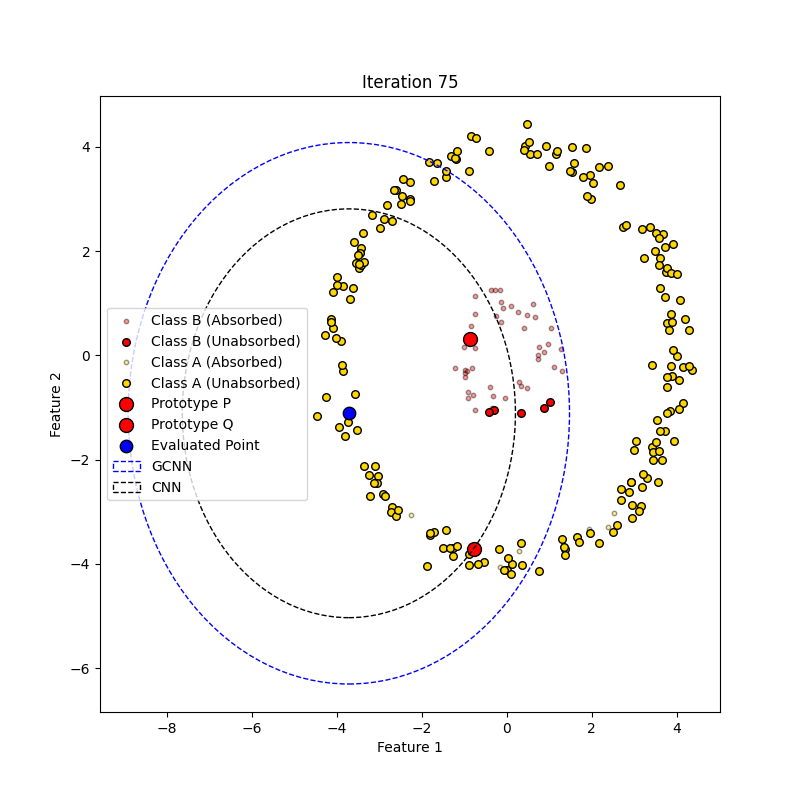 Iteration 75
Feature 2
4
2
0
−2
−4
−6
Class B (Absorbed)
Class B (Unabsorbed)
Class A (Absorbed)
Class A (Unabsorbed)
Prototype P
Prototype Q
Evaluated Point
GCNN
CNN
−8 −6 −4 −2 0 2 4
Feature 1